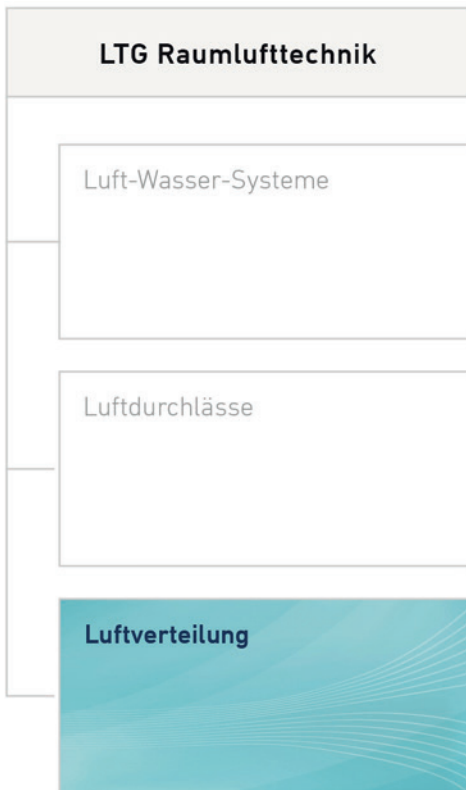 LTG Raumlufttechnik
Luft-Wasser-Systeme
Luftdurchlässe
Luftverteilung